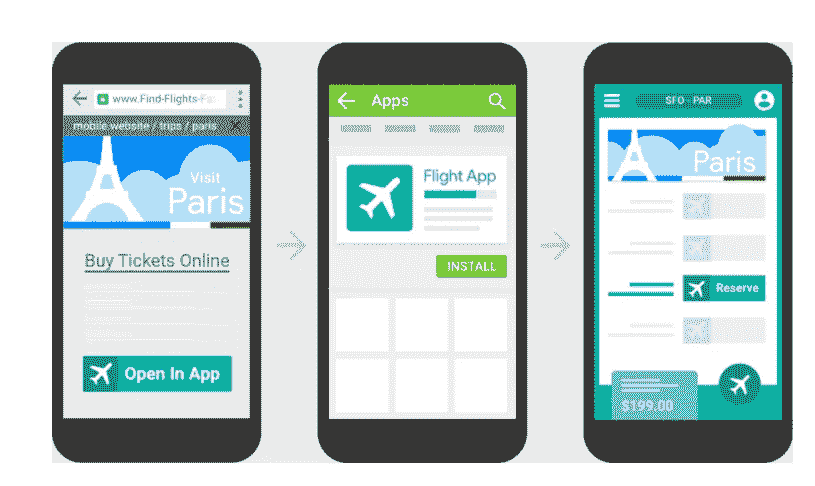 www.Find-Flights-Fa
mobile website / trips / paris
Visit
Paris
Buy Tickets Online
Open In App
Apps
Flight App
INSTALL
SFO - PAR
Paris
Reserve
$199.00